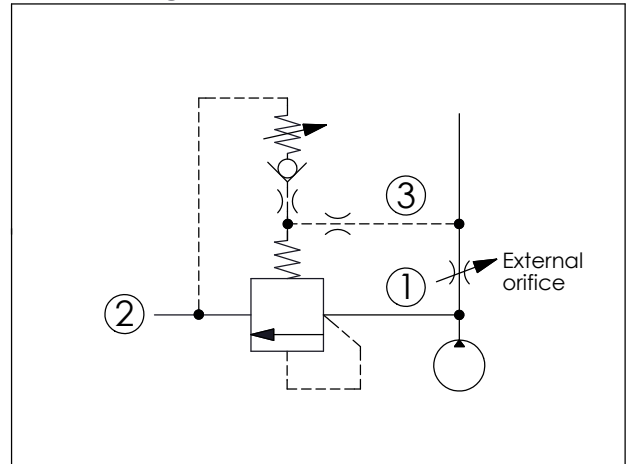 ③
①
External
orifice
②